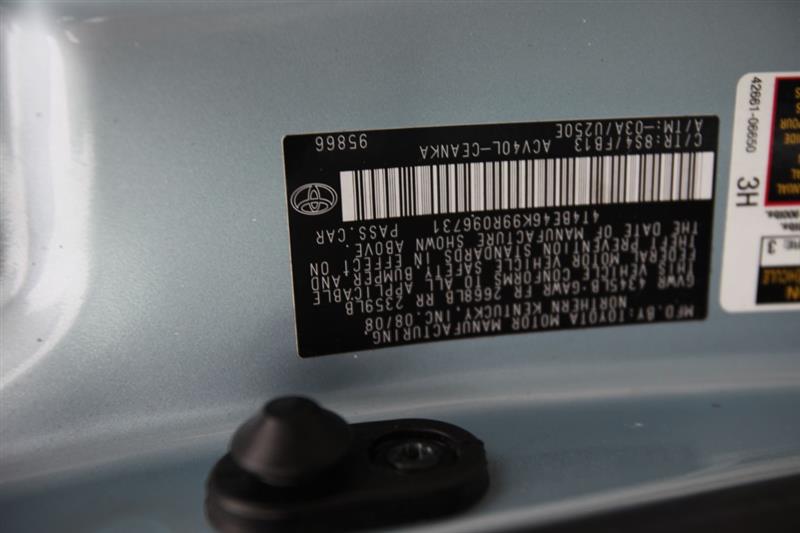 MFD.BY:TOYOTA MOTOR MANUFACTURING
NORTHERN KENTUCKY,INC. 08/08
GVWR 4345LB-GAWR FR 2668LB RR 2359LB
THIS VEHICLE CONFORMS TO ALL APPLICABLE
FEDERAL MOTOR VEHICLE SAFETY, BUMPER,AND
THEFT PREVENTION STANDARDS IN EFFECT ON
THE DATE OF MANUFACTURE SHOWN ABOVE.
4T4BE46K99R096731 PASS.CAR
C/TR:8S4/FB13 ACV40L-CEANKA
A/TM:-03A/U250E 95866
42661-06650
3H